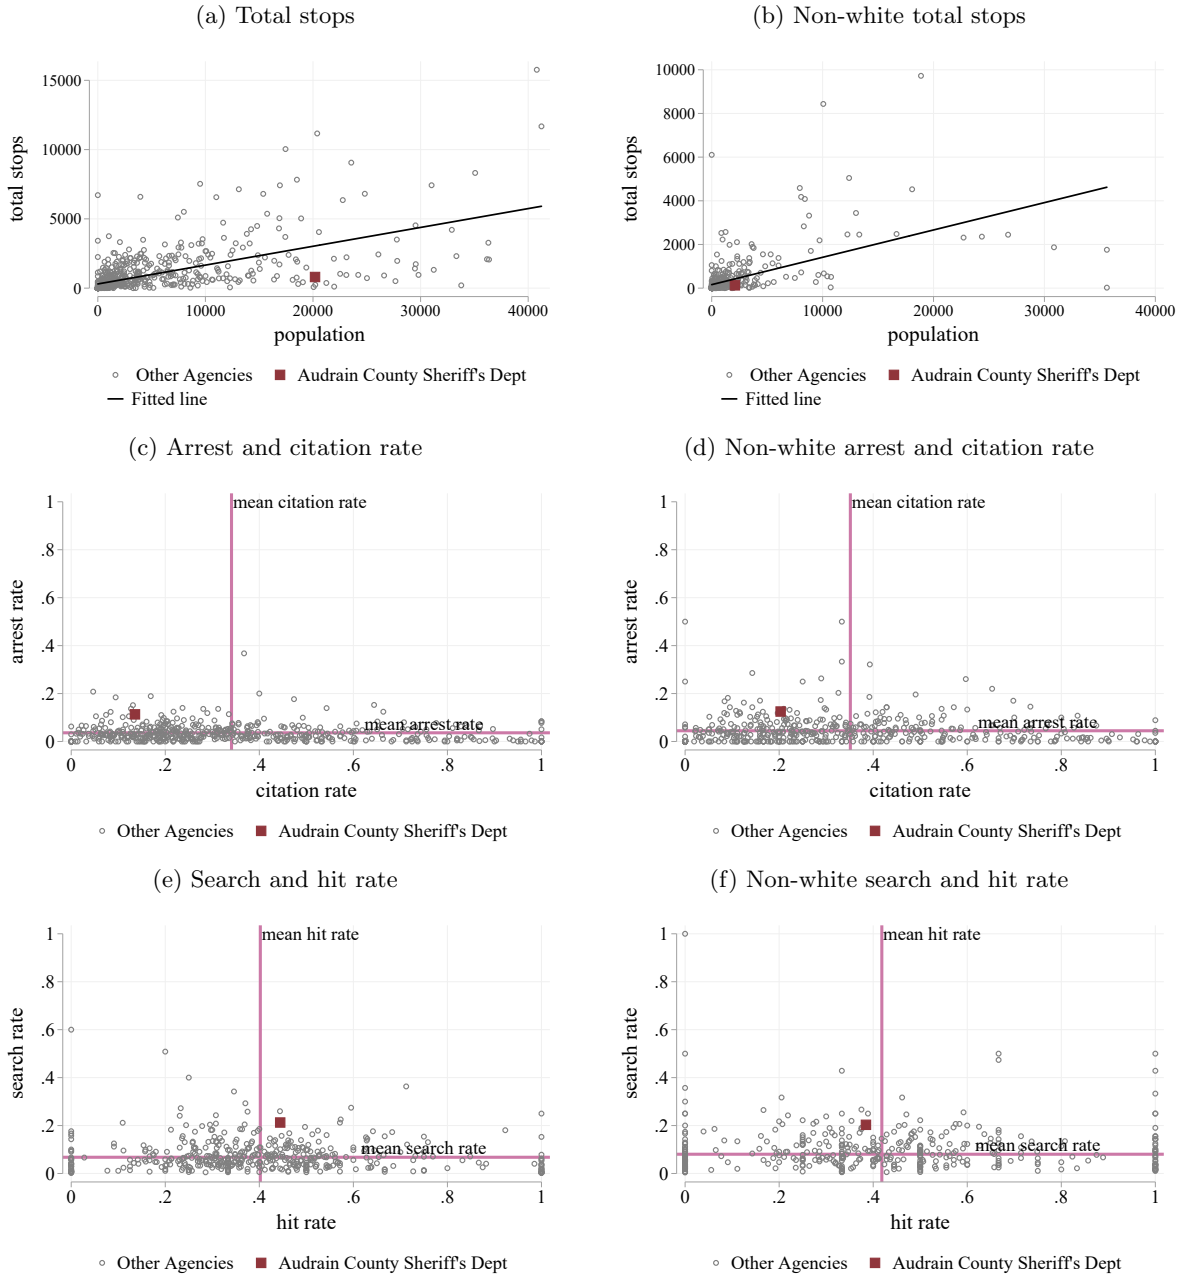 (a) Total stops
(b) Non-white total stops
total stops
15000
10000
5000
0
0 10000 20000 30000 40000
population
Other Agencies Audrain County Sheriff's Dept
Fitted line
total stops
10000
8000
6000
4000
2000
0
0 10000 20000 30000 40000
population
Other Agencies Audrain County Sheriff's Dept
Fitted line
(c) Arrest and citation rate
(d) Non-white arrest and citation rate
arrest rate
1
.8
.6
.4
.2
0
mean citation rate
mean arrest rate
0 .2 .4 .6 .8 1
citation rate
Other Agencies Audrain County Sheriff's Dept
arrest rate
1
.8
.6
.4
.2
0
mean citation rate
mean arrest rate
0 .2 .4 .6 .8 1
citation rate
Other Agencies Audrain County Sheriff's Dept
(e) Search and hit rate
(f) Non-white search and hit rate
search rate
1
.8
.6
.4
.2
0
mean hit rate
mean search rate
0 .2 .4 .6 .8 1
hit rate
Other Agencies Audrain County Sheriff's Dept
search rate
1
.8
.6
.4
.2
0
mean hit rate
mean search rate
0 .2 .4 .6 .8 1
hit rate
Other Agencies Audrain County Sheriff's Dept